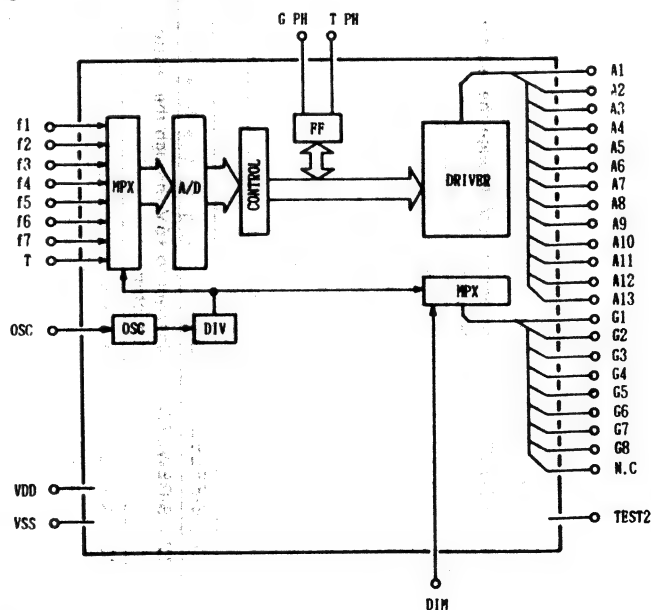 G PH T PH
A1
A2
A3
A4
A5
A6
A7
A8
A9
A10
A11
A12
A13
G1
G2
G3
G4
G5
G6
G7
G8
N.C
TEST2
f1
f2
f3
f4
f5
f6
f7
T
OSC
VDD
VSS
MPX
A/D
CONTROL
FF
DRIVER
MPX
OSC
DIV
DIM